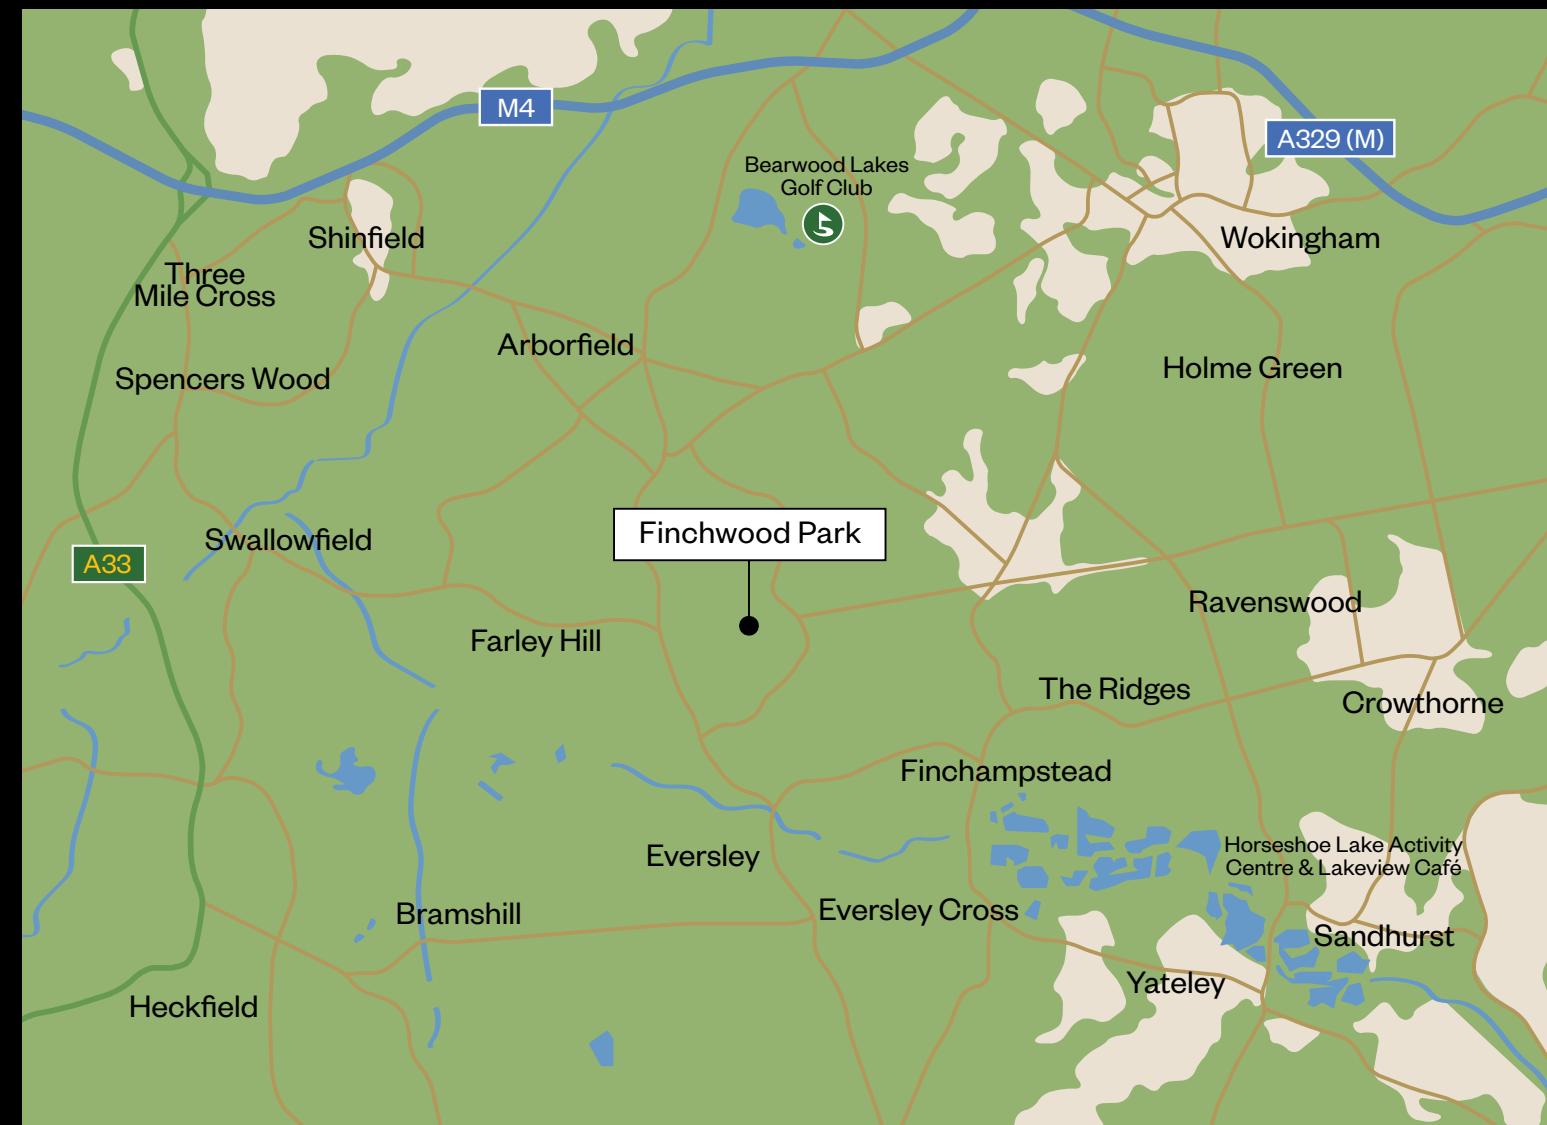 M4
A329 (M)
Bearwood Lakes
Golf Club
Shinfield
Wokingham
Three
Mile Cross
Arborfield
Holme Green
Spencers Wood
Finchwood Park
Swallowfield
A33
Ravenswood
Farley Hill
The Ridges
Crowthorne
Finchampstead
Horseshoe Lake Activity
Centre & Lakeview Café
Eversley
Eversley Cross
Bramshill
Sandhurst
Yateley
Heckfield